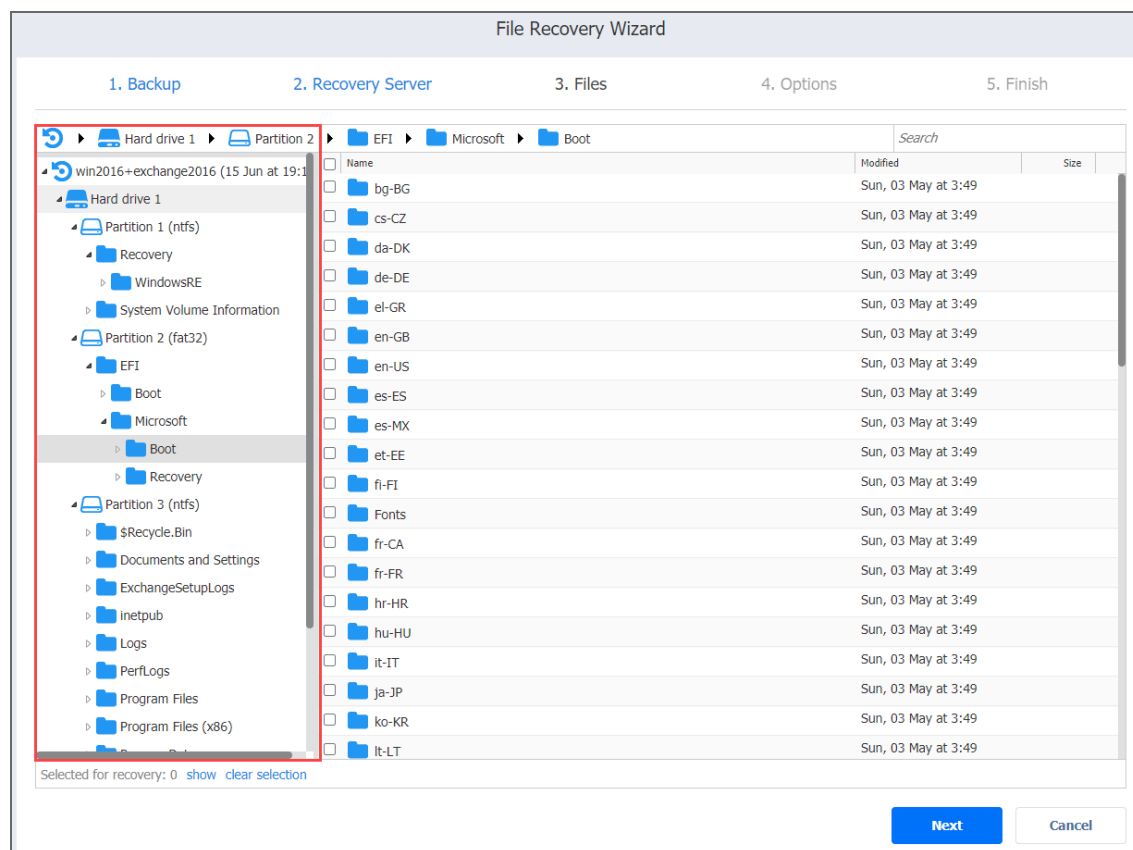 File Recovery Wizard
1. Backup 2. Recovery Server 3. Files 4. Options 5. Finish
Hard drive 1 Partition 2 EFI Microsoft Boot Search
win2016+exchange2016 (15 Jun at 19:1
Hard drive 1
Partition 1 (ntfs)
Recovery
WindowsRE
System Volume Information
Partition 2 (fat32)
EFI
Boot
Microsoft
Boot
Recovery
Partition 3 (ntfs)
$Recycle.Bin
Documents and Settings
ExchangeSetupLogs
inetpub
Logs
PerfLogs
Program Files
Program Files (x86)
Name Modified Size
bg-BG Sun, 03 May at 3:49
cs-CZ Sun, 03 May at 3:49
da-DK Sun, 03 May at 3:49
de-DE Sun, 03 May at 3:49
el-GR Sun, 03 May at 3:49
en-GB Sun, 03 May at 3:49
en-US Sun, 03 May at 3:49
es-ES Sun, 03 May at 3:49
es-MX Sun, 03 May at 3:49
et-EE Sun, 03 May at 3:49
fi-FI Sun, 03 May at 3:49
Fonts Sun, 03 May at 3:49
fr-CA Sun, 03 May at 3:49
fr-FR Sun, 03 May at 3:49
hr-HR Sun, 03 May at 3:49
hu-HU Sun, 03 May at 3:49
it-IT Sun, 03 May at 3:49
ja-JP Sun, 03 May at 3:49
ko-KR Sun, 03 May at 3:49
lt-LT Sun, 03 May at 3:49
Selected for recovery: 0 show clear selection
Next Cancel